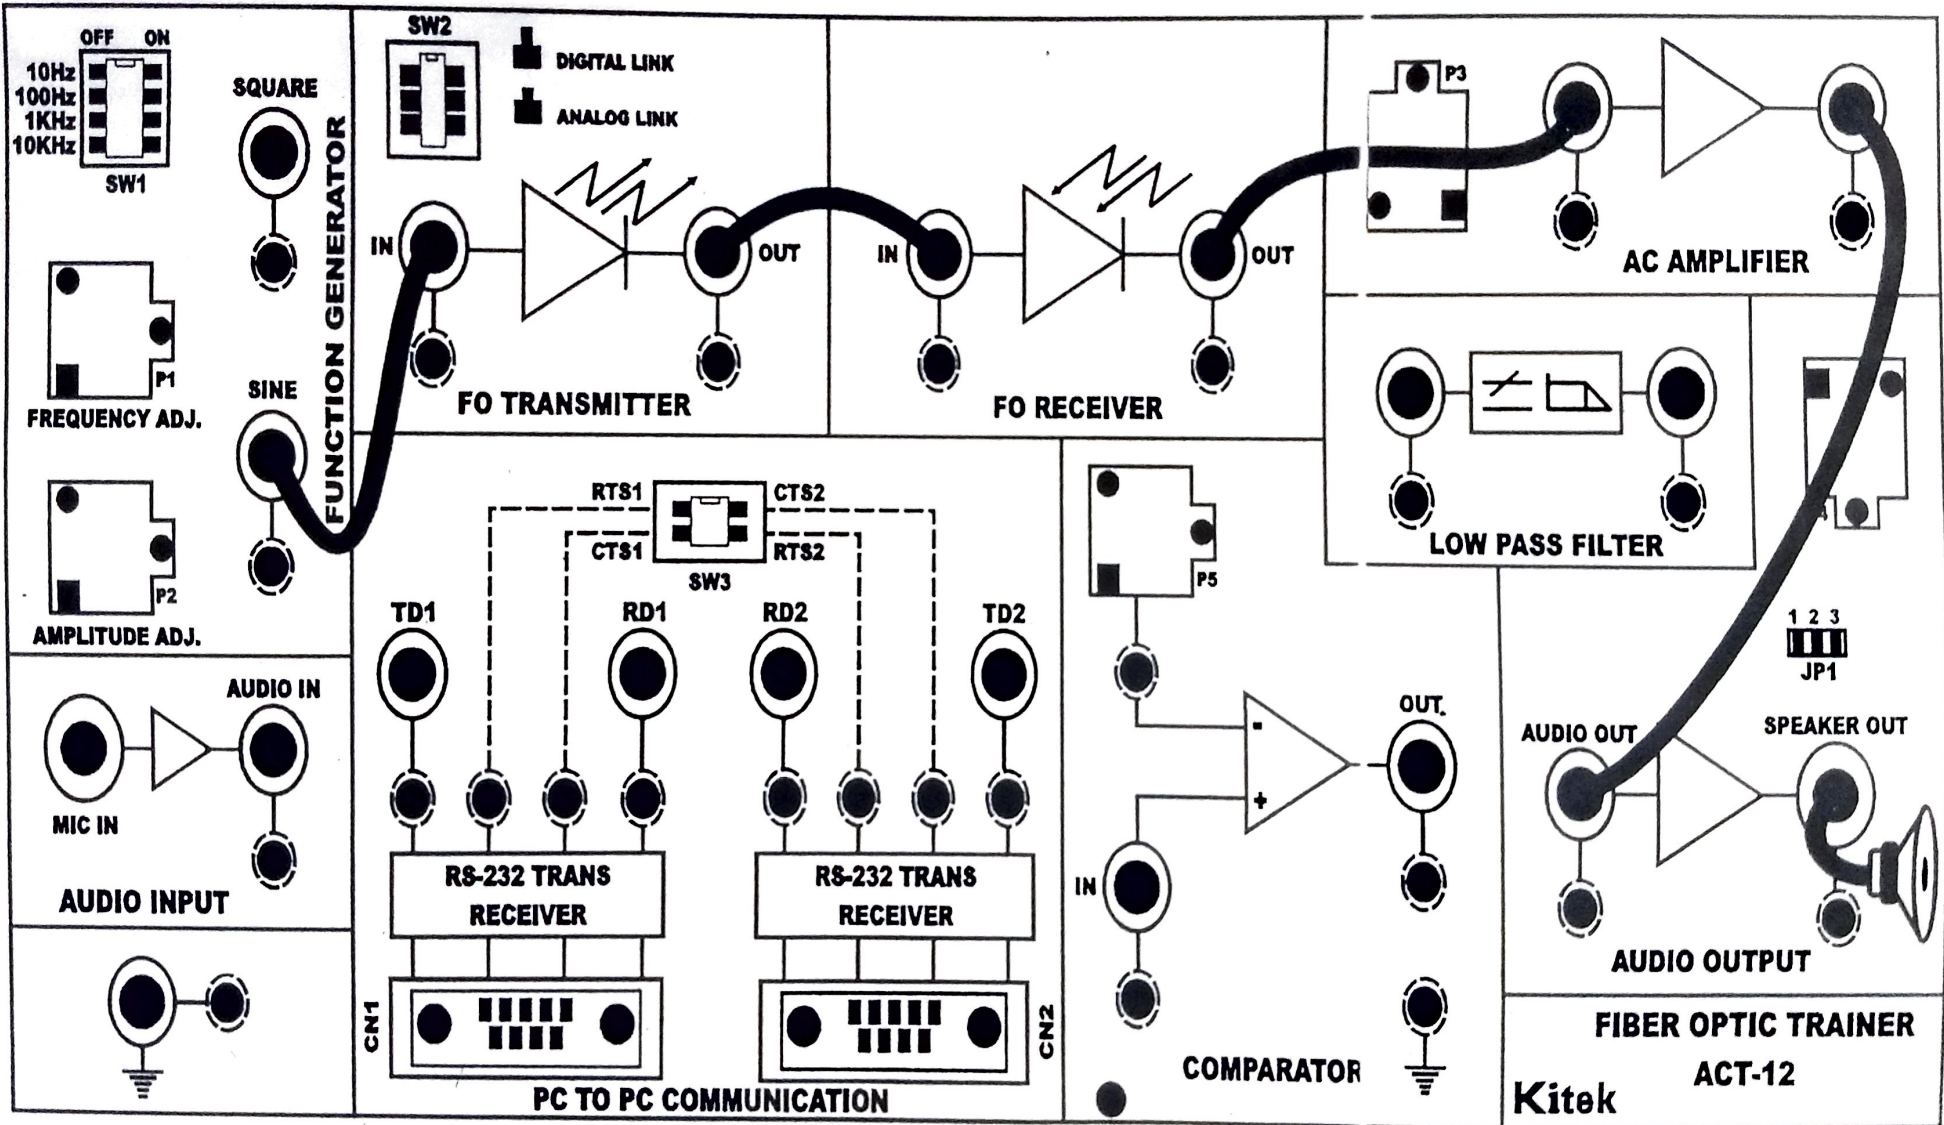 OFF ON
10Hz
100Hz
1KHz
10KHz
SW1
SQUARE
P1
FREQUENCY ADJ.
SINE
P2
AMPLITUDE ADJ.
FUNCTION GENERATOR
SW2
DIGITAL LINK
ANALOG LINK
IN
OUT
FO TRANSMITTER
IN
OUT
FO RECEIVER
P3
AC AMPLIFIER
LOW PASS FILTER
RTS1
CTS2
CTS1
RTS2
SW3
TD1
RD1
RD2
TD2
RS-232 TRANS
RECEIVER
RS-232 TRANS
RECEIVER
CN1
CN2
PC TO PC COMMUNICATION
AUDIO IN
MIC IN
AUDIO INPUT
P5
-
+
OUT
IN
COMPARATOR
1 2 3
JP1
AUDIO OUT
SPEAKER OUT
AUDIO OUTPUT
FIBER OPTIC TRAINER
ACT-12
Kitek